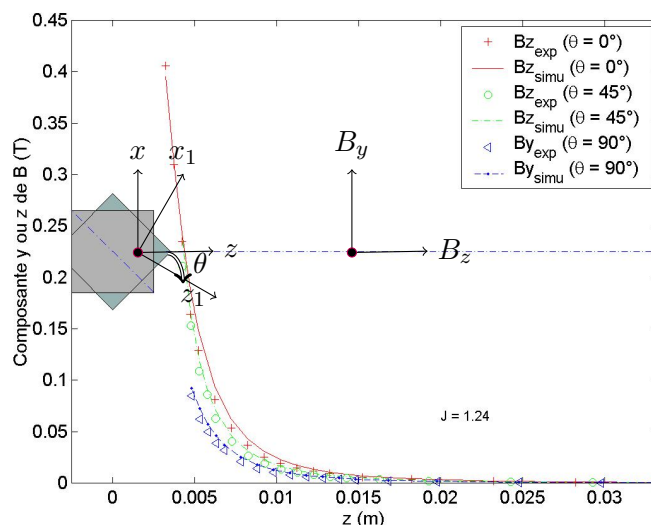 0.45
0.4
0.35
0.3
0.25
0.2
0.15
0.1
0.05
0
Composante y ou z de B (T)
Bz_exp (θ = 0°)
Bz_simu (θ = 0°)
Bz_exp (θ = 45°)
Bz_simu (θ = 45°)
By_exp (θ = 90°)
By_simu (θ = 90°)
x
x₁
B_y
z
θ
z₁
B_z
J = 1.24
0 0.005 0.01 0.015 0.02 0.025 0.03
z (m)